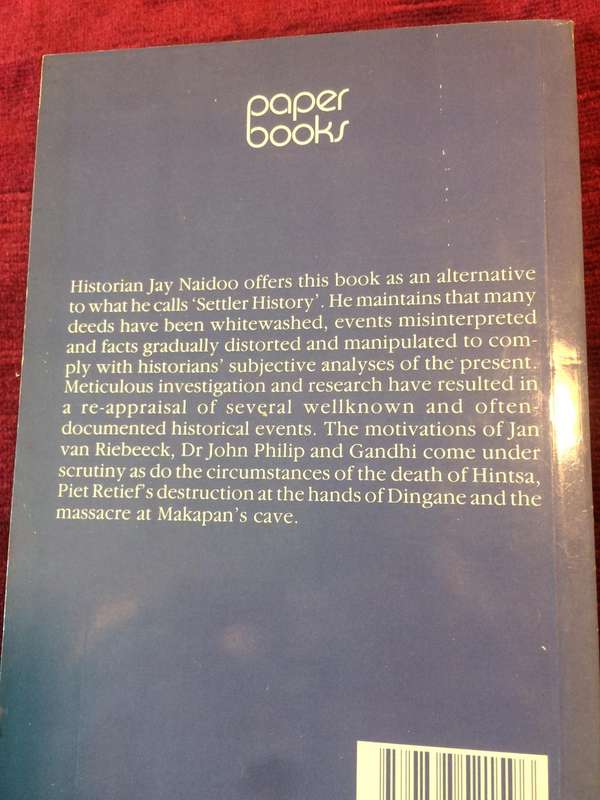 paper
books
Historian Jay Naidoo offers this book as an alternative
to what he calls 'Settler History'. He maintains that many
deeds have been whitewashed, events misinterpreted
and facts gradually distorted and manipulated to com-
ply with historians' subjective analyses of the present.
Meticulous investigation and research have resulted in
a re-appraisal of several wellknown and often-
documented historical events. The motivations of Jan
van Riebeeck, Dr John Philip and Gandhi come under
scrutiny as do the circumstances of the death of Hintsa,
Piet Retief's destruction at the hands of Dingane and the
massacre at Makapan's cave.